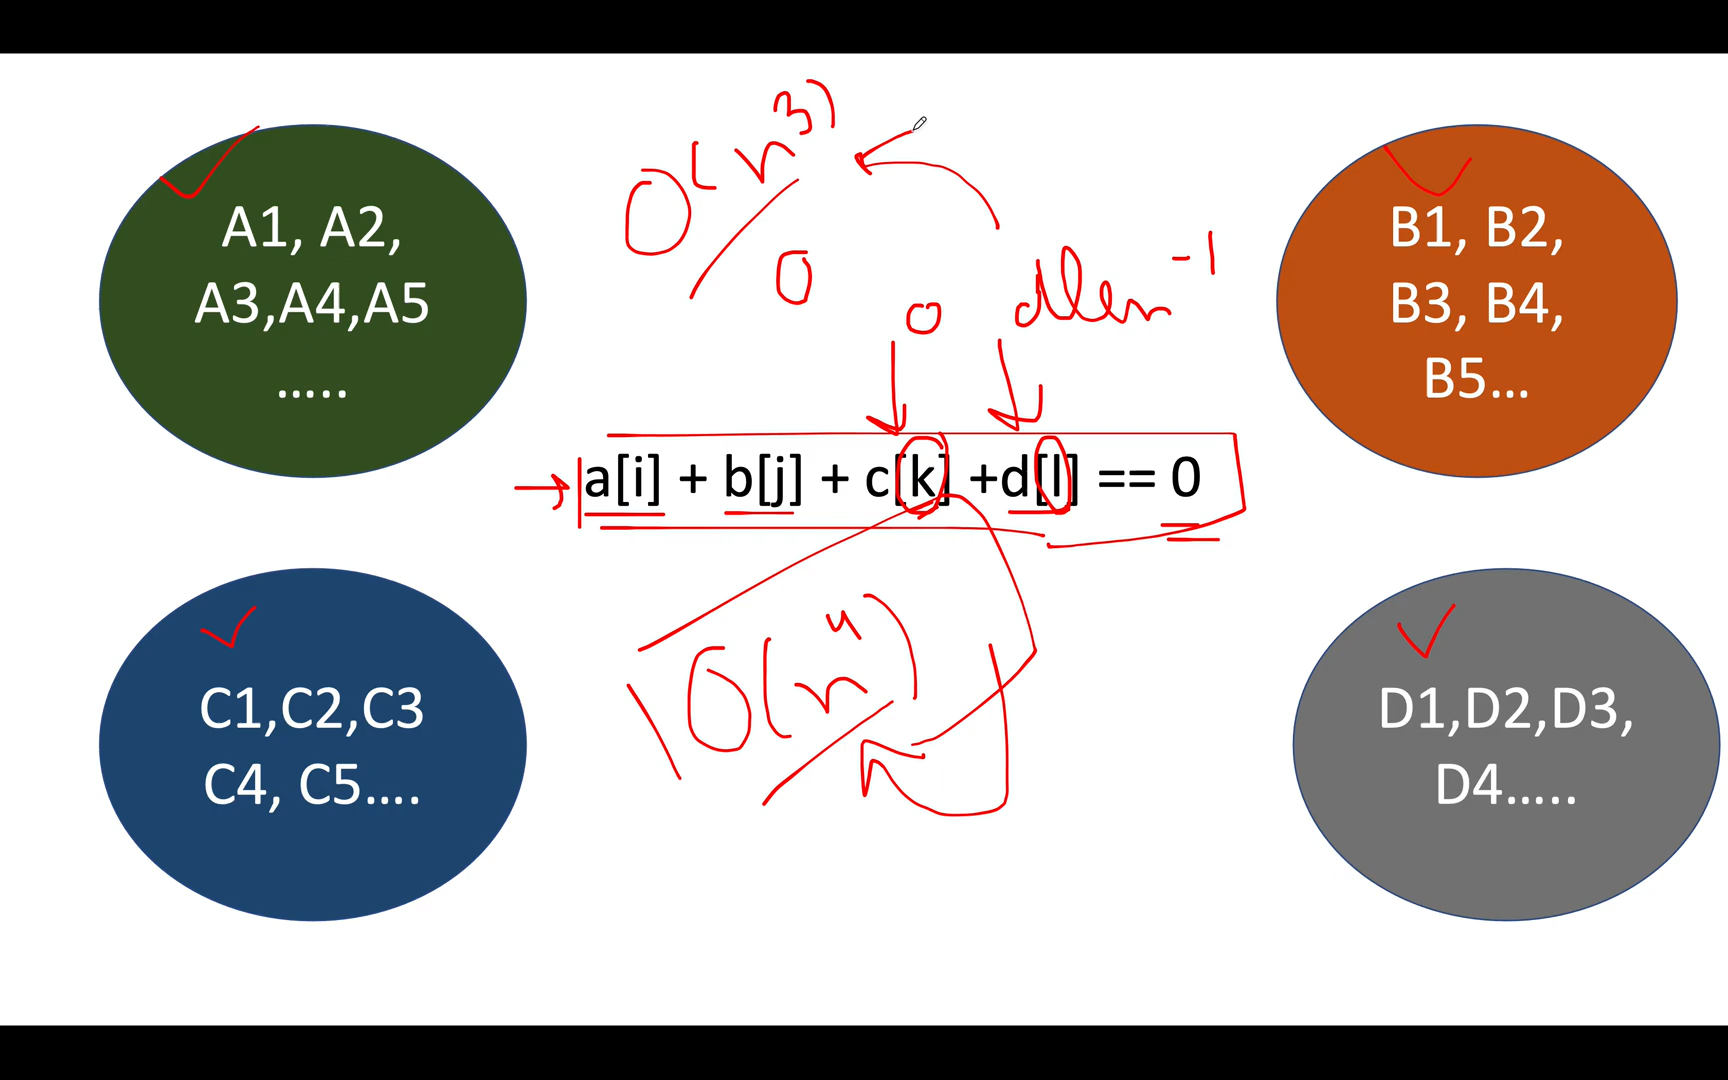 O(n³)
0
0
dlen -1
A1, A2,
A3,A4,A5
.....
B1, B2,
B3, B4,
B5...
a[i] + b[j] + c[k] +d[l] == 0
O(n⁴)
C1,C2,C3
C4, C5....
D1,D2,D3,
D4.....